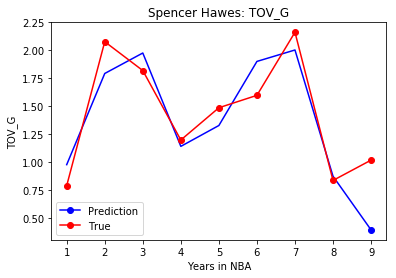 Spencer Hawes: TOV_G
2.25
2.00
1.75
1.50
1.25
1.00
0.75
0.50
TOV_G
Prediction
True
1 2 3 4 5 6 7 8 9
Years in NBA